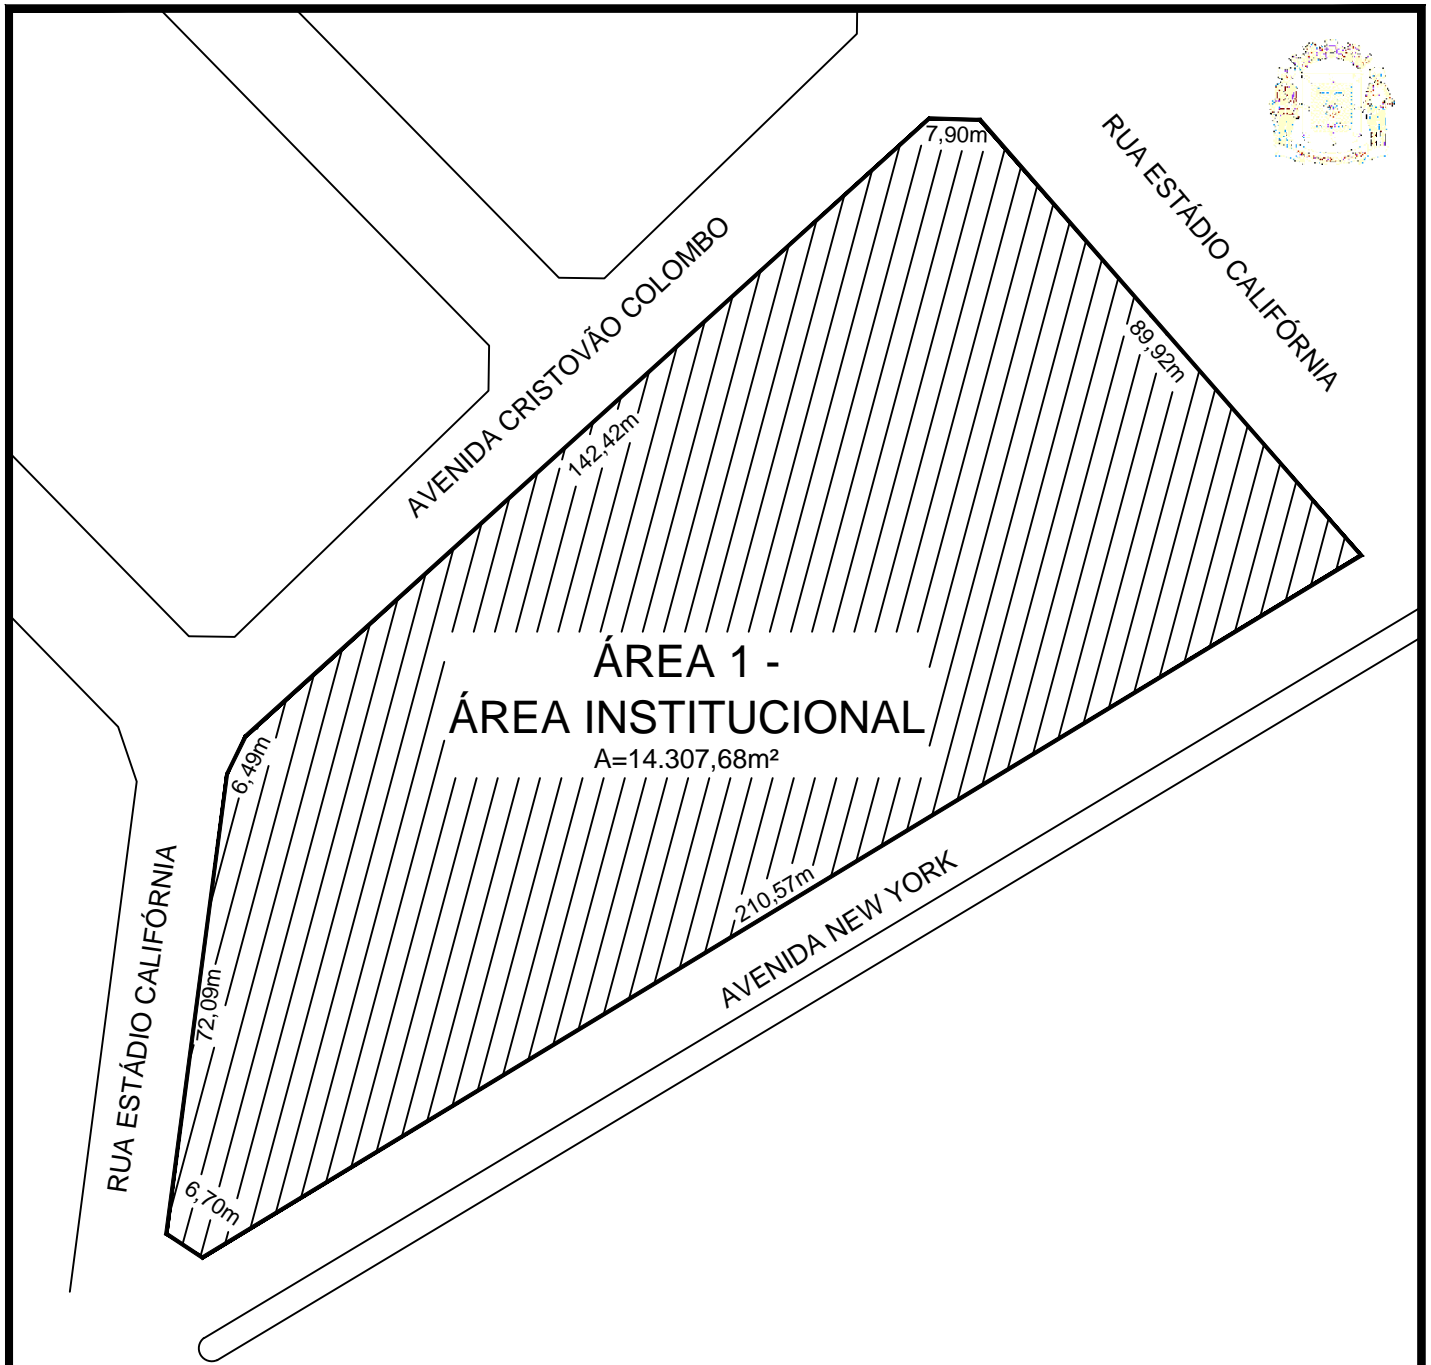 7,90m
RUA ESTÁDIO CALIFÓRNIA
AVENIDA CRISTOVÃO COLOMBO
89,92m
142,42m
ÁREA 1 -
ÁREA INSTITUCIONAL
A=14.307,68m²
6,49m
210,57m
AVENIDA NEW YORK
RUA ESTÁDIO CALIFÓRNIA
72,09m
6,70m